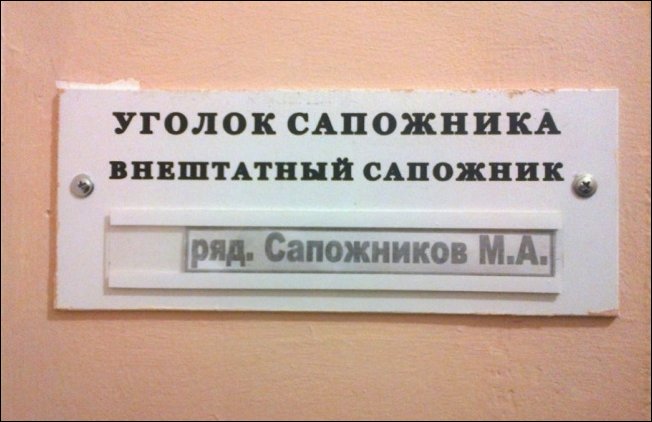 УГОЛОК САПОЖНИКА
ВНЕШТАТНЫЙ САПОЖНИК
ряд. Сапожников М.А.